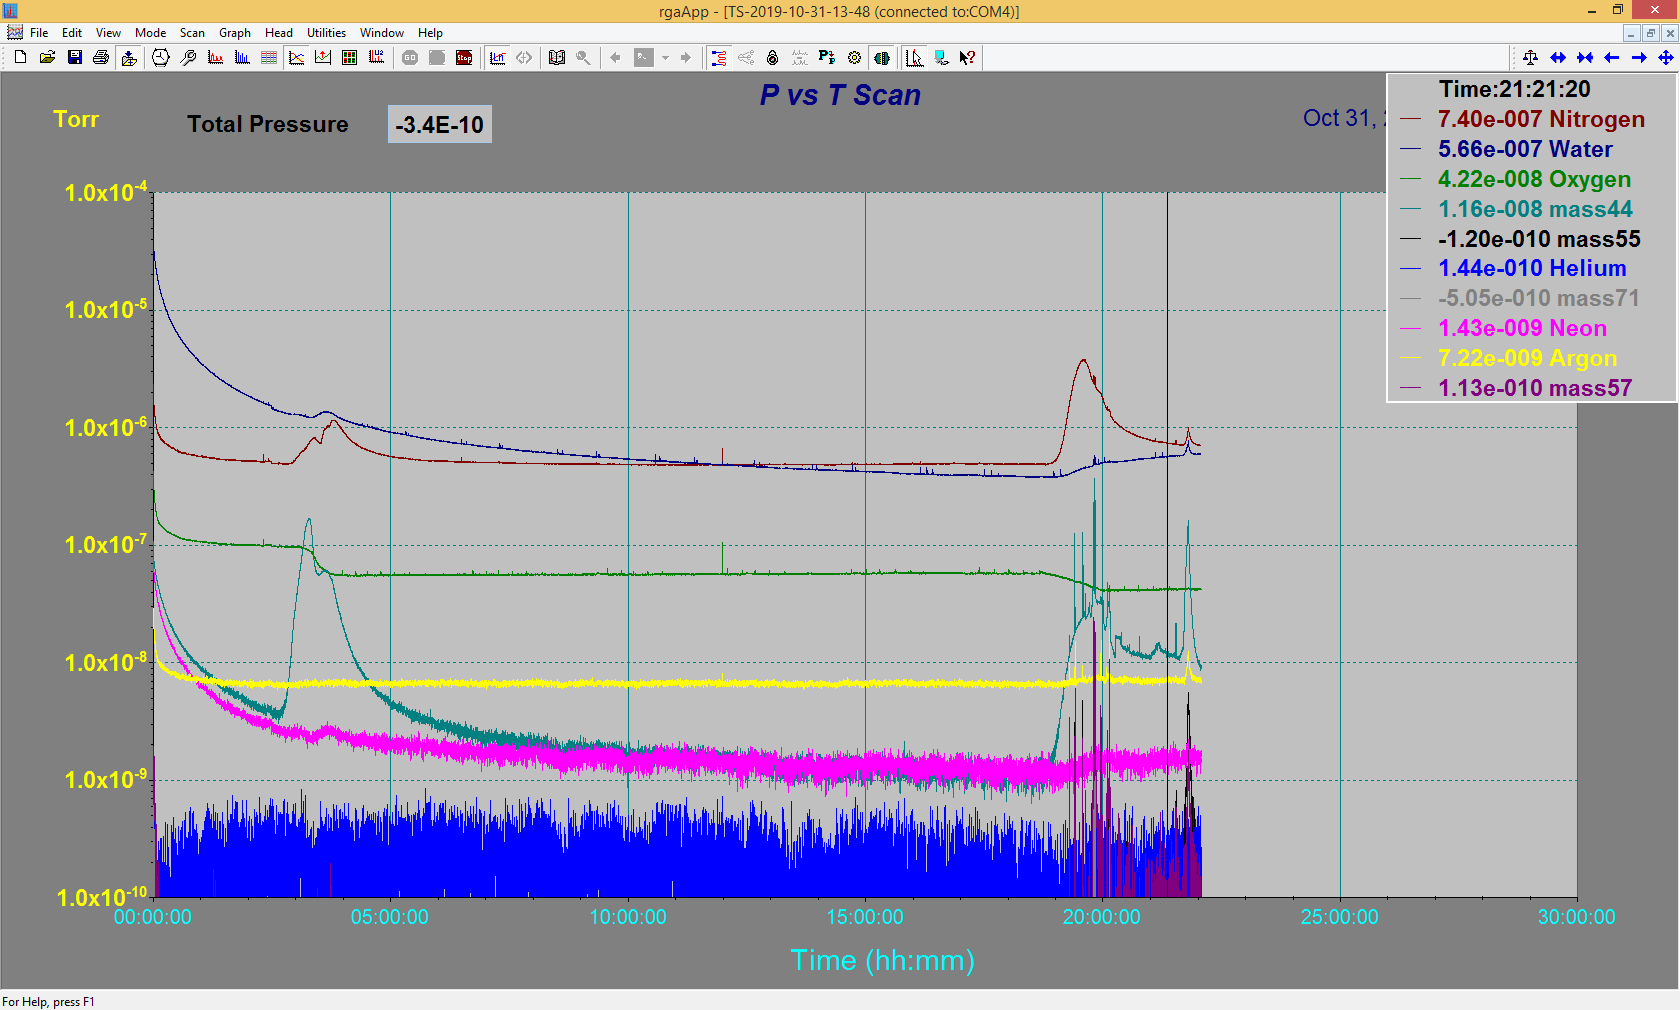 rgaApp - [TS-2019-10-31-13-48 (connected to:COM4)]
File Edit View Mode Scan Graph Head Utilities Window Help
GO Stop
P vs T Scan
Torr
Total Pressure -3.4E-10
Oct 31,
Time:21:21:20
7.40e-007 Nitrogen
5.66e-007 Water
4.22e-008 Oxygen
1.16e-008 mass44
-1.20e-010 mass55
1.44e-010 Helium
-5.05e-010 mass71
1.43e-009 Neon
7.22e-009 Argon
1.13e-010 mass57
1.0x10-4
1.0x10-5
1.0x10-6
1.0x10-7
1.0x10-8
1.0x10-9
1.0x10-10
00:00:00 05:00:00 10:00:00 15:00:00 20:00:00 25:00:00 30:00:00
Time (hh:mm)
For Help, press F1